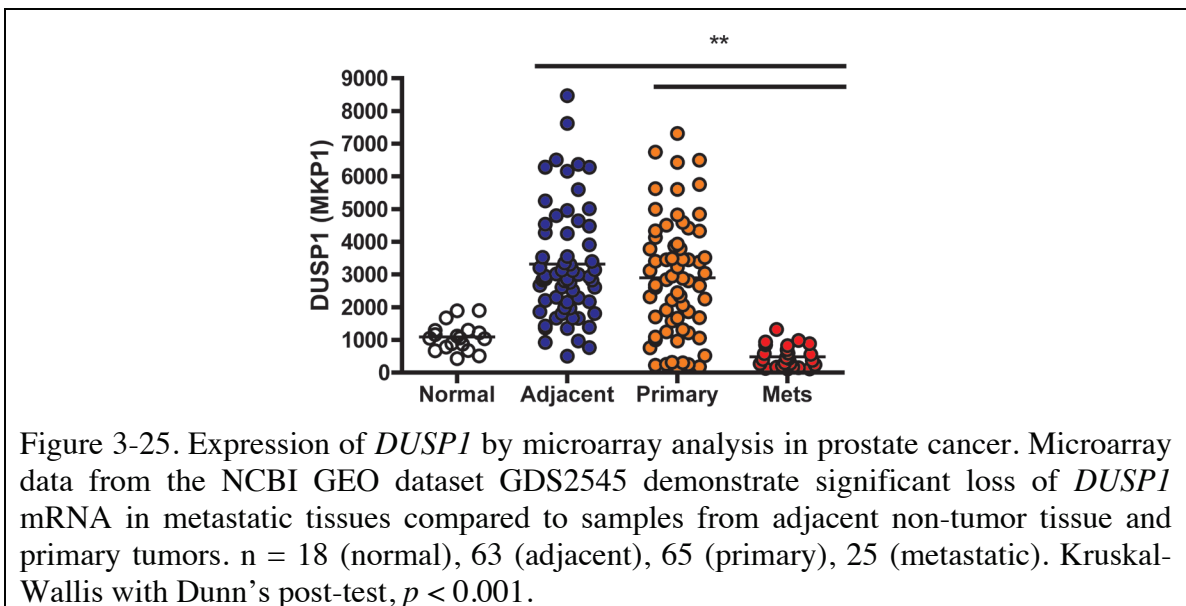 **
DUSP1 (MKP1)
9000
8000
7000
6000
5000
4000
3000
2000
1000
0
Normal Adjacent Primary Mets
Figure 3-25. Expression of DUSP1 by microarray analysis in prostate cancer. Microarray
data from the NCBI GEO dataset GDS2545 demonstrate significant loss of DUSP1
mRNA in metastatic tissues compared to samples from adjacent non-tumor tissue and
primary tumors. n = 18 (normal), 63 (adjacent), 65 (primary), 25 (metastatic). Kruskal-
Wallis with Dunn’s post-test, p < 0.001.